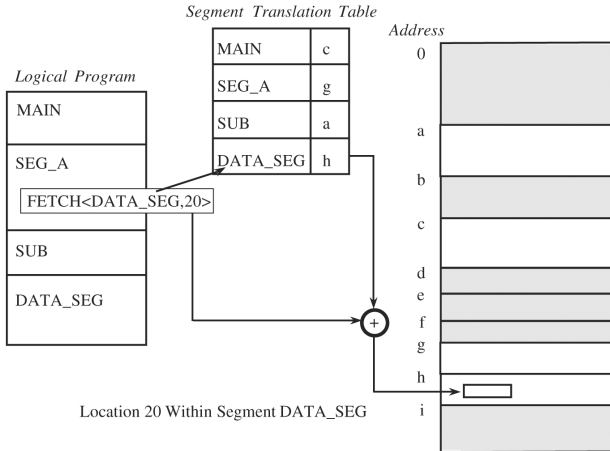 Segment Translation Table
Address
MAIN c
SEG_A g
SUB a
DATA_SEG h
Logical Program
MAIN
SEG_A
FETCH<DATA_SEG,20>
SUB
DATA_SEG
+
0
a
b
c
d
e
f
g
h
i
Location 20 Within Segment DATA_SEG